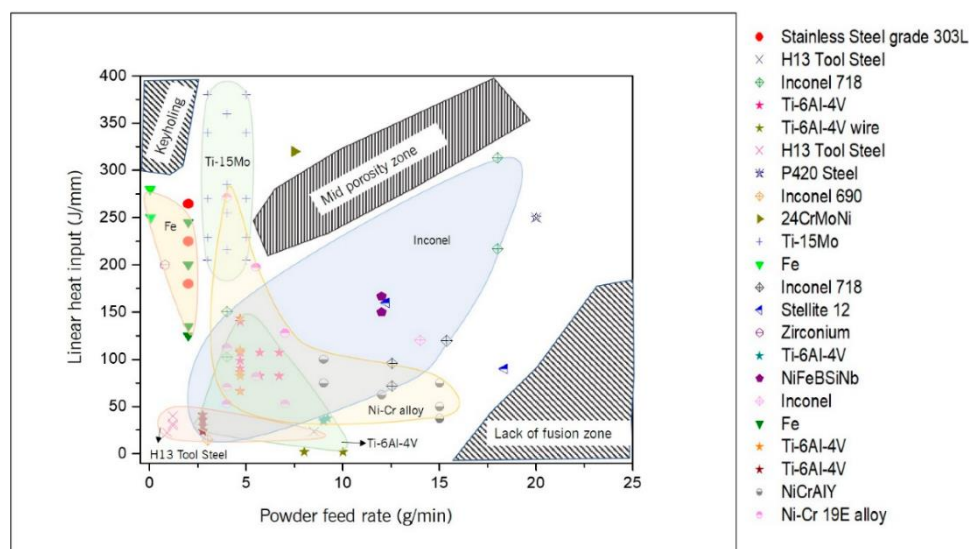 Stainless Steel grade 303L
H13 Tool Steel
Inconel 718
Ti-6Al-4V
Ti-6Al-4V wire
H13 Tool Steel
P420 Steel
Inconel 690
24CrMoNi
Ti-15Mo
Fe
Inconel 718
Stellite 12
Zirconium
Ti-6Al-4V
NiFeBSiNb
Inconel
Fe
Ti-6Al-4V
Ti-6Al-4V
NiCrAlY
Ni-Cr 19E alloy
Linear heat input (J/mm)
400
350
300
250
200
150
100
50
0
Keyholing
Ti-15Mo
Mid porosity zone
Fe
Inconel
Ni-Cr alloy
Lack of fusion zone
Ti-6Al-4V
H13 Tool Steel
0 5 10 15 20 25
Powder feed rate (g/min)